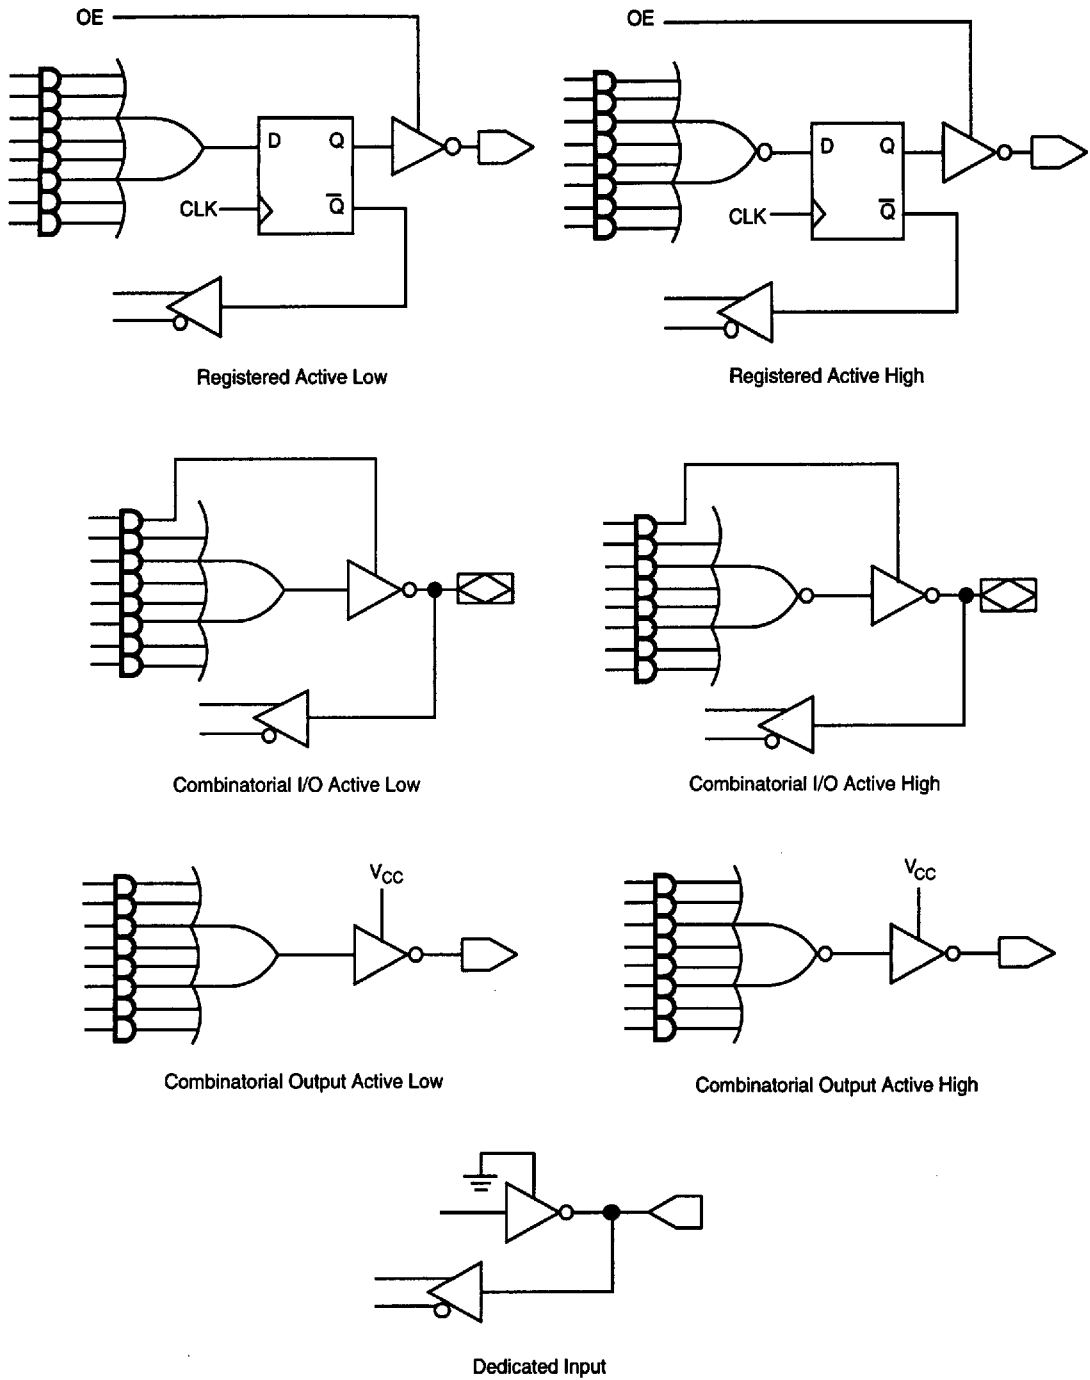 OE
OE
D Q
CLK Q̅
D Q
CLK Q̅
Registered Active Low
Registered Active High
Combinatorial I/O Active Low
Combinatorial I/O Active High
VCC
VCC
Combinatorial Output Active Low
Combinatorial Output Active High
Dedicated Input